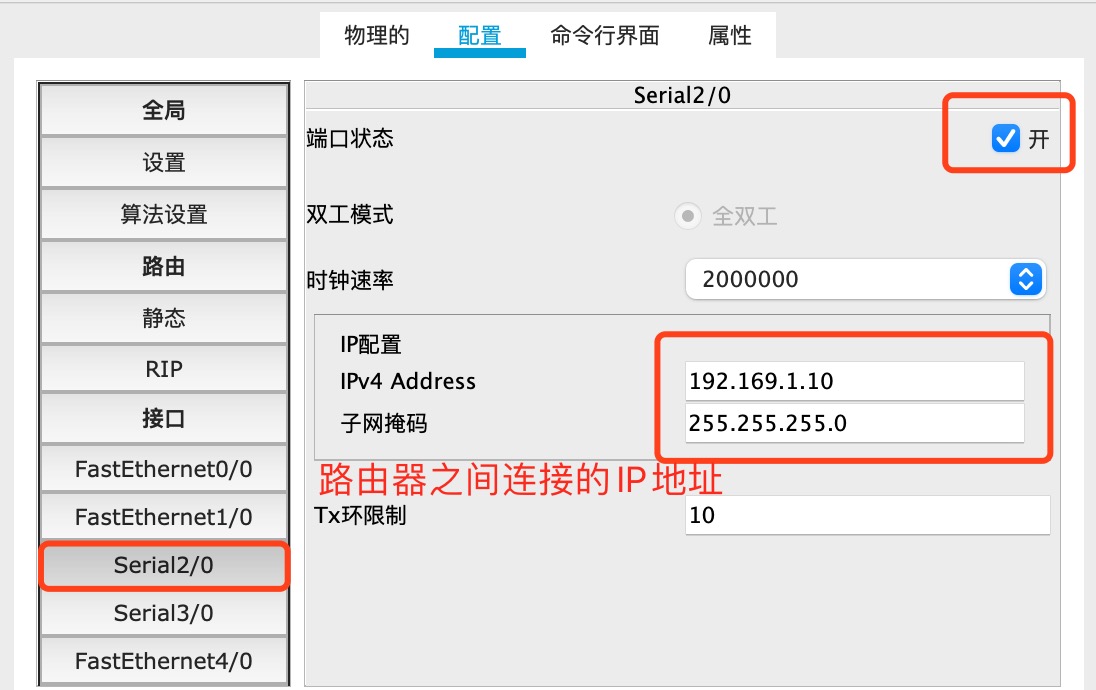 物理的 配置 命令行界面 属性
全局
设置
算法设置
路由
静态
RIP
接口
FastEthernet0/0
FastEthernet1/0
Serial2/0
Serial3/0
FastEthernet4/0
Serial2/0
端口状态 开
双工模式 全双工
时钟速率 2000000
IP配置
IPv4 Address 192.169.1.10
子网掩码 255.255.255.0
路由器之间连接的IP地址
Tx环限制 10